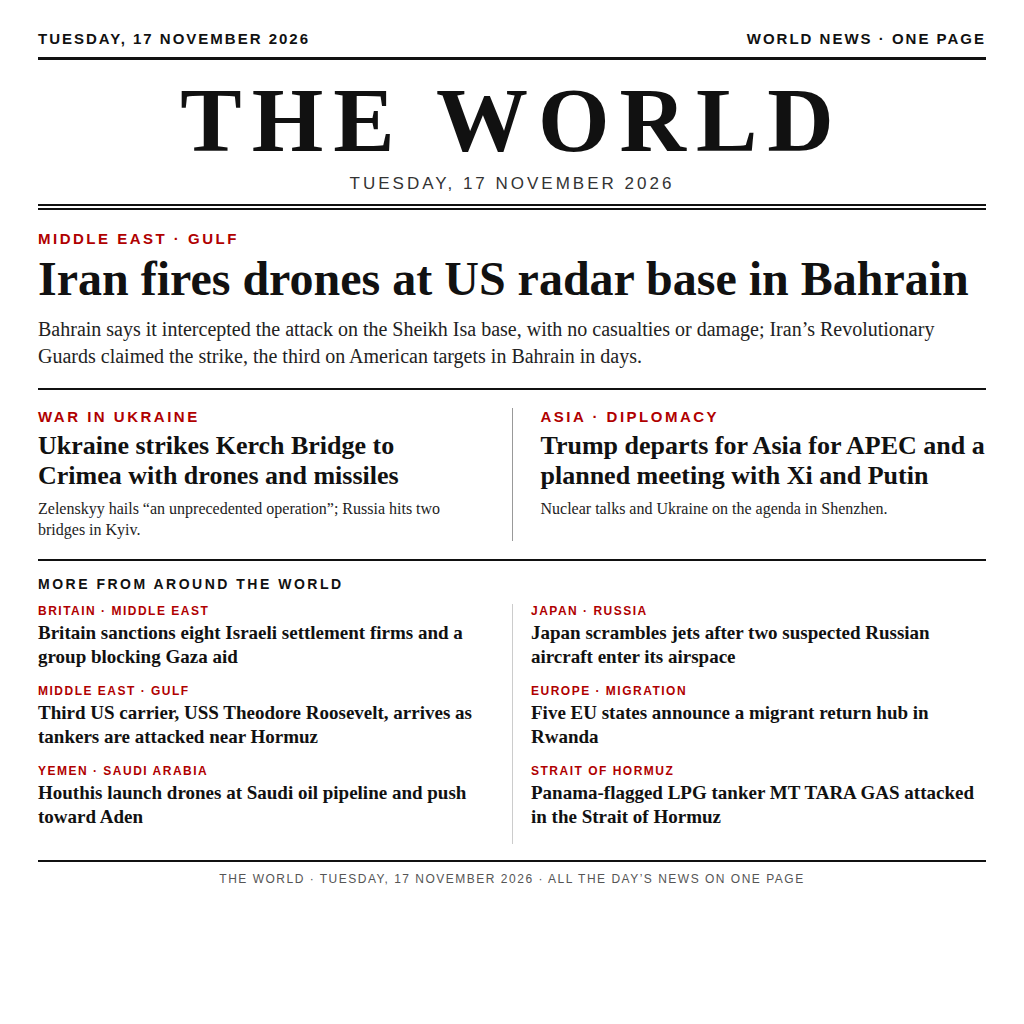 TUESDAY, 17 NOVEMBER 2026
WORLD NEWS · ONE PAGE
THE WORLD
TUESDAY, 17 NOVEMBER 2026
MIDDLE EAST · GULF
Iran fires drones at US radar base in Bahrain
Bahrain says it intercepted the attack on the Sheikh Isa base, with no casualties or damage; Iran’s Revolutionary
Guards claimed the strike, the third on American targets in Bahrain in days.
WAR IN UKRAINE
Ukraine strikes Kerch Bridge to
Crimea with drones and missiles
Zelenskyy hails “an unprecedented operation”; Russia hits two
bridges in Kyiv.
ASIA · DIPLOMACY
Trump departs for Asia for APEC and a
planned meeting with Xi and Putin
Nuclear talks and Ukraine on the agenda in Shenzhen.
MORE FROM AROUND THE WORLD
BRITAIN · MIDDLE EAST
Britain sanctions eight Israeli settlement firms and a
group blocking Gaza aid
MIDDLE EAST · GULF
Third US carrier, USS Theodore Roosevelt, arrives as
tankers are attacked near Hormuz
YEMEN · SAUDI ARABIA
Houthis launch drones at Saudi oil pipeline and push
toward Aden
JAPAN · RUSSIA
Japan scrambles jets after two suspected Russian
aircraft enter its airspace
EUROPE · MIGRATION
Five EU states announce a migrant return hub in
Rwanda
STRAIT OF HORMUZ
Panama-flagged LPG tanker MT TARA GAS attacked
in the Strait of Hormuz
THE WORLD · TUESDAY, 17 NOVEMBER 2026 · ALL THE DAY'S NEWS ON ONE PAGE